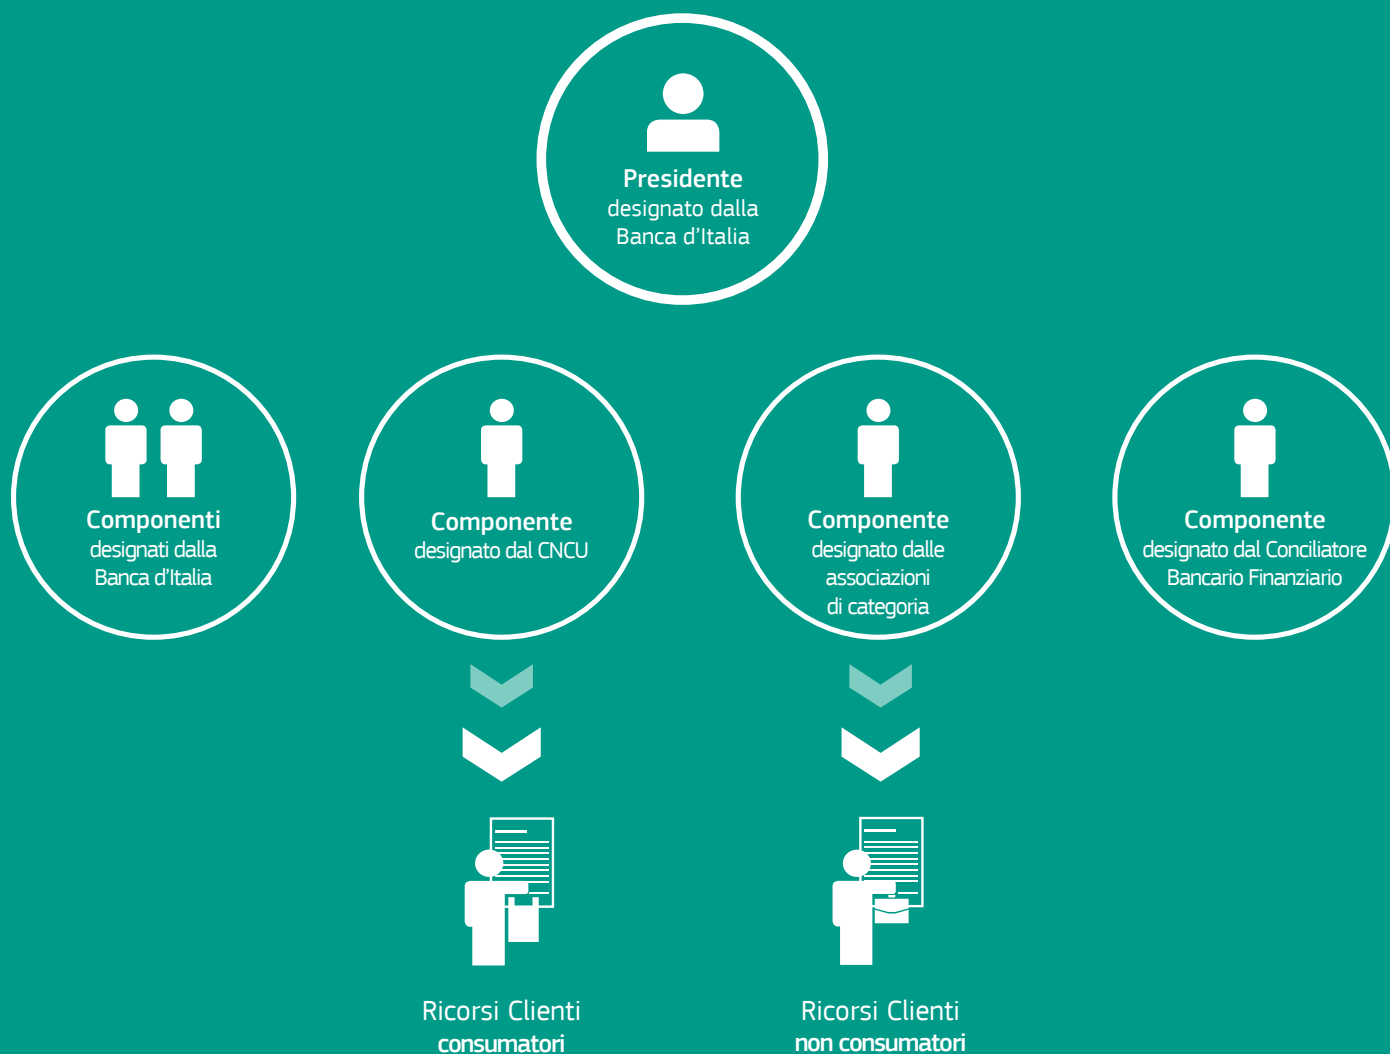 Presidente
designato dalla
Banca d'Italia
Componenti
designati dalla
Banca d'Italia
Componente
designato dal CNCU
Componente
designato dalle
associazioni
di categoria
Componente
designato dal Conciliatore
Bancario Finanziario
Ricorsi Clienti
consumatori
Ricorsi Clienti
non consumatori